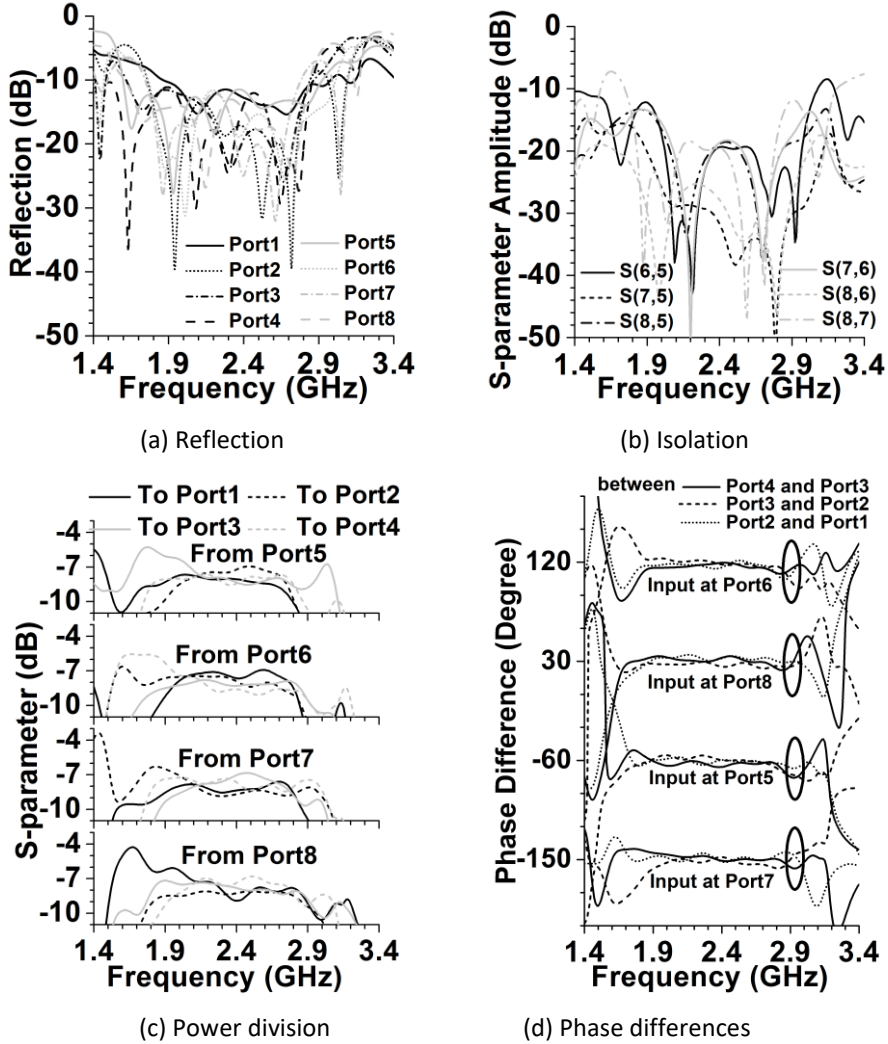 0
-10
-20
-30
-40
-50
Reflection (dB)
Port1
Port2
Port3
Port4
Port5
Port6
Port7
Port8
1.4 1.9 2.4 2.9 3.4
Frequency (GHz)
(a) Reflection
0
-10
-20
-30
-40
-50
S-parameter Amplitude (dB)
S(6,5)
S(7,5)
S(8,5)
S(7,6)
S(8,6)
S(8,7)
1.4 1.9 2.4 2.9 3.4
Frequency (GHz)
(b) Isolation
To Port1 To Port2
To Port3 To Port4
-4
-7
-10
From Port5
-4
-7
-10
From Port6
-4
-7
-10
From Port7
-4
-7
-10
From Port8
S-parameter (dB)
1.4 1.9 2.4 2.9 3.4
Frequency (GHz)
(c) Power division
between Port4 and Port3
Port3 and Port2
Port2 and Port1
120
30
-60
-150
Phase Difference (Degree)
Input at Port6
Input at Port8
Input at Port5
Input at Port7
1.4 1.9 2.4 2.9 3.4
Frequency (GHz)
(d) Phase differences